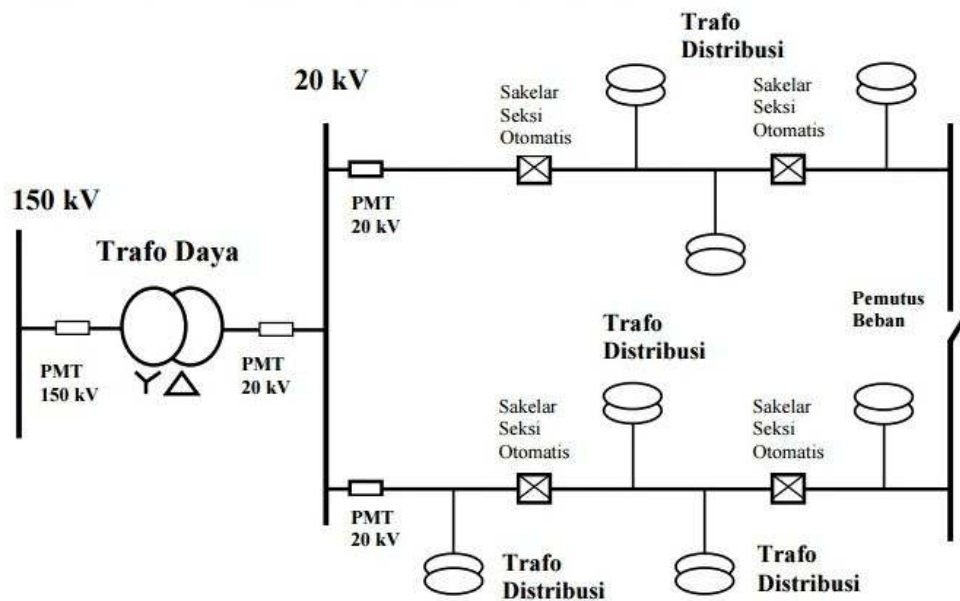 Trafo
Distribusi
20 kV
Sakelar
Seksi
Otomatis
Sakelar
Seksi
Otomatis
150 kV
PMT
20 kV
Trafo Daya
Pemutus
Beban
Trafo
Distribusi
PMT
150 kV
PMT
20 kV
Sakelar
Seksi
Otomatis
Sakelar
Seksi
Otomatis
PMT
20 kV
Trafo
Distribusi
Trafo
Distribusi